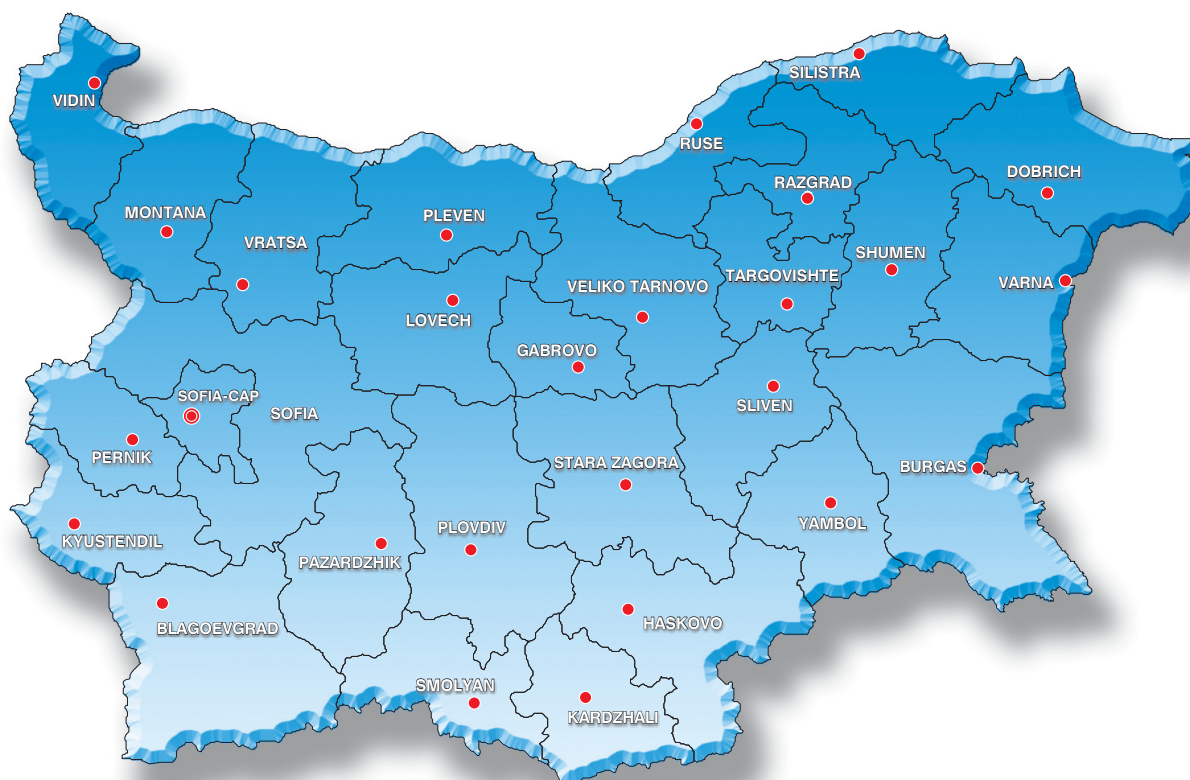 SILISTRA
VIDIN
RUSE
DOBRICH
RAZGRAD
MONTANA
PLEVEN
VRATSA
SHUMEN
TARGOVISHTE
VARNA
VELIKO TARNOVO
LOVECH
GABROVO
SOFIA-CAP
SLIVEN
SOFIA
PERNIK
STARA ZAGORA
BURGAS
YAMBOL
PLOVDIV
KYUSTENDIL
PAZARDZHIK
HASKOVO
BLAGOEVGRAD
SMOLYAN
KARDZHALI